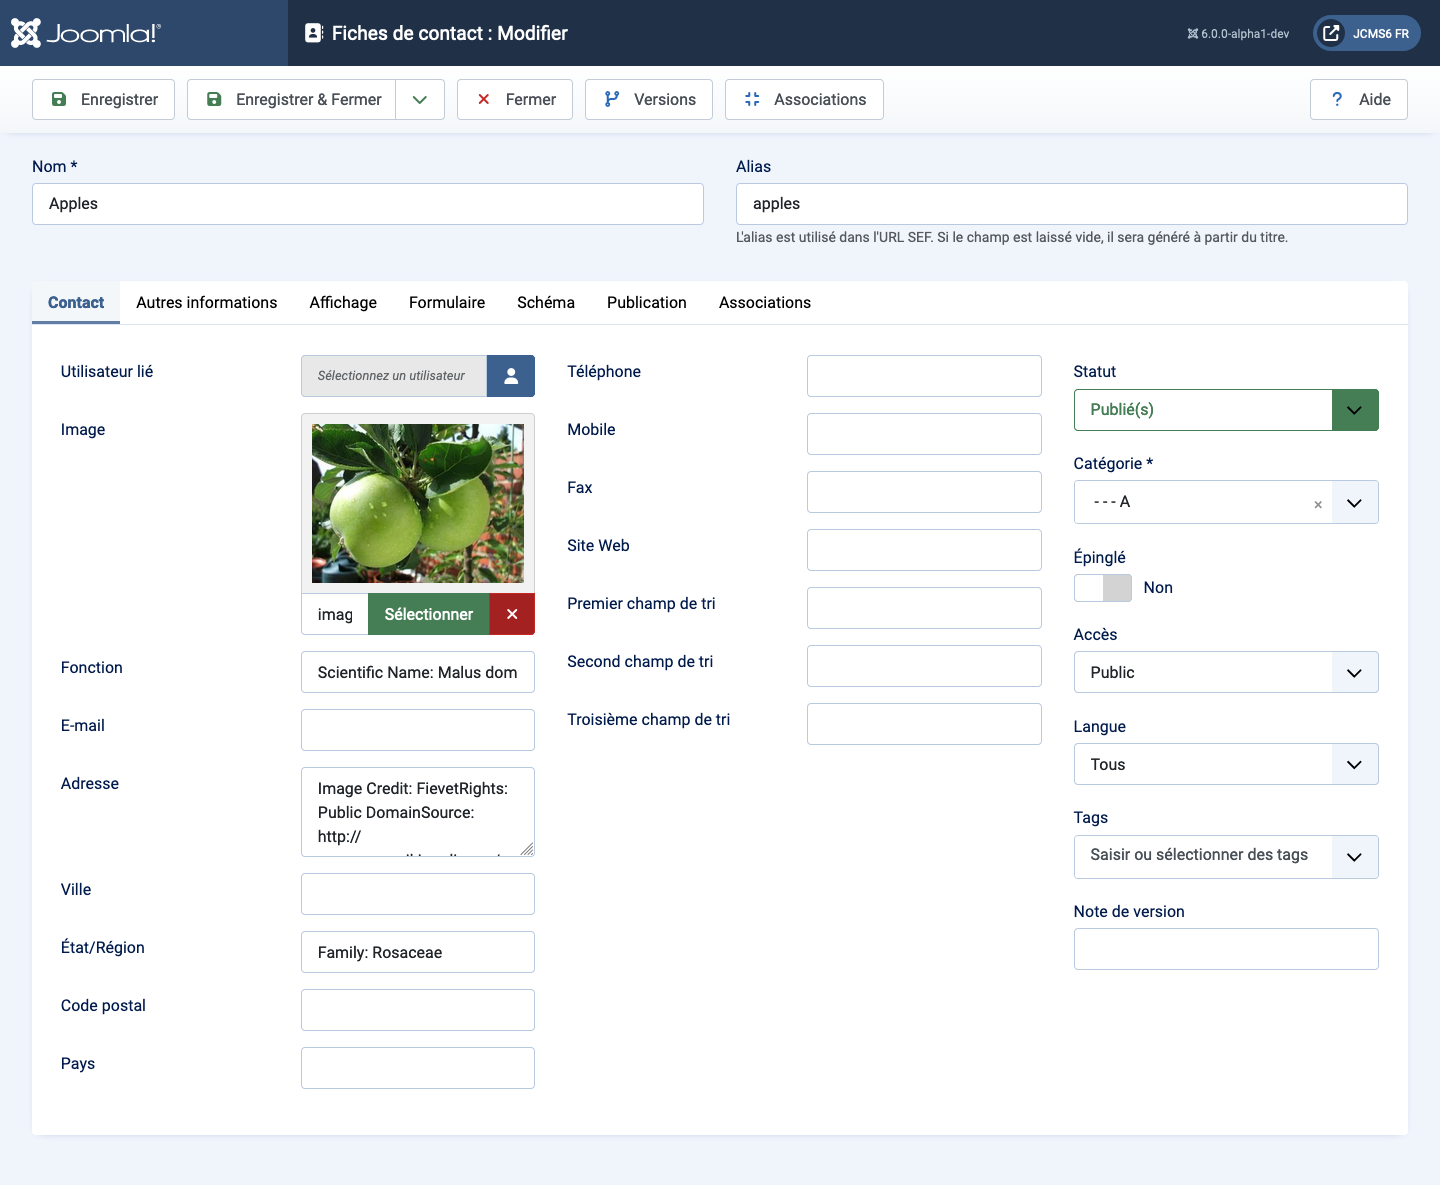 Joomla!®
Fiches de contact : Modifier
6.0.0-alpha1-dev
JCMS6 FR
Enregistrer
Enregistrer & Fermer
Fermer
Versions
Associations
? Aide
Nom *
Apples
Alias
apples
L'alias est utilisé dans l'URL SEF. Si le champ est laissé vide, il sera généré à partir du titre.
Contact
Autres informations
Affichage
Formulaire
Schéma
Publication
Associations
Utilisateur lié
Sélectionnez un utilisateur
Image
imag
Sélectionner
Fonction
Scientific Name: Malus dom
E-mail
Adresse
Image Credit: FievetRights:
Public DomainSource:
http://
Ville
État/Région
Family: Rosaceae
Code postal
Pays
Téléphone
Mobile
Fax
Site Web
Premier champ de tri
Second champ de tri
Troisième champ de tri
Statut
Publié(s)
Catégorie *
- - - A
×
Épinglé
Non
Accès
Public
Langue
Tous
Tags
Saisir ou sélectionner des tags
Note de version